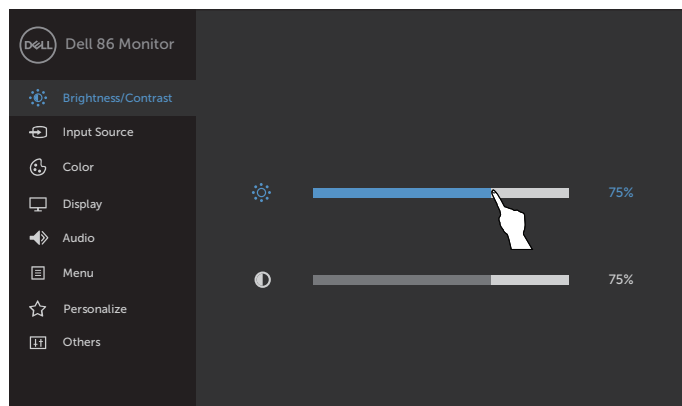 DELL Dell 86 Monitor
Brightness/Contrast
Input Source
Color
Display
Audio
Menu
Personalize
Others
75%
75%